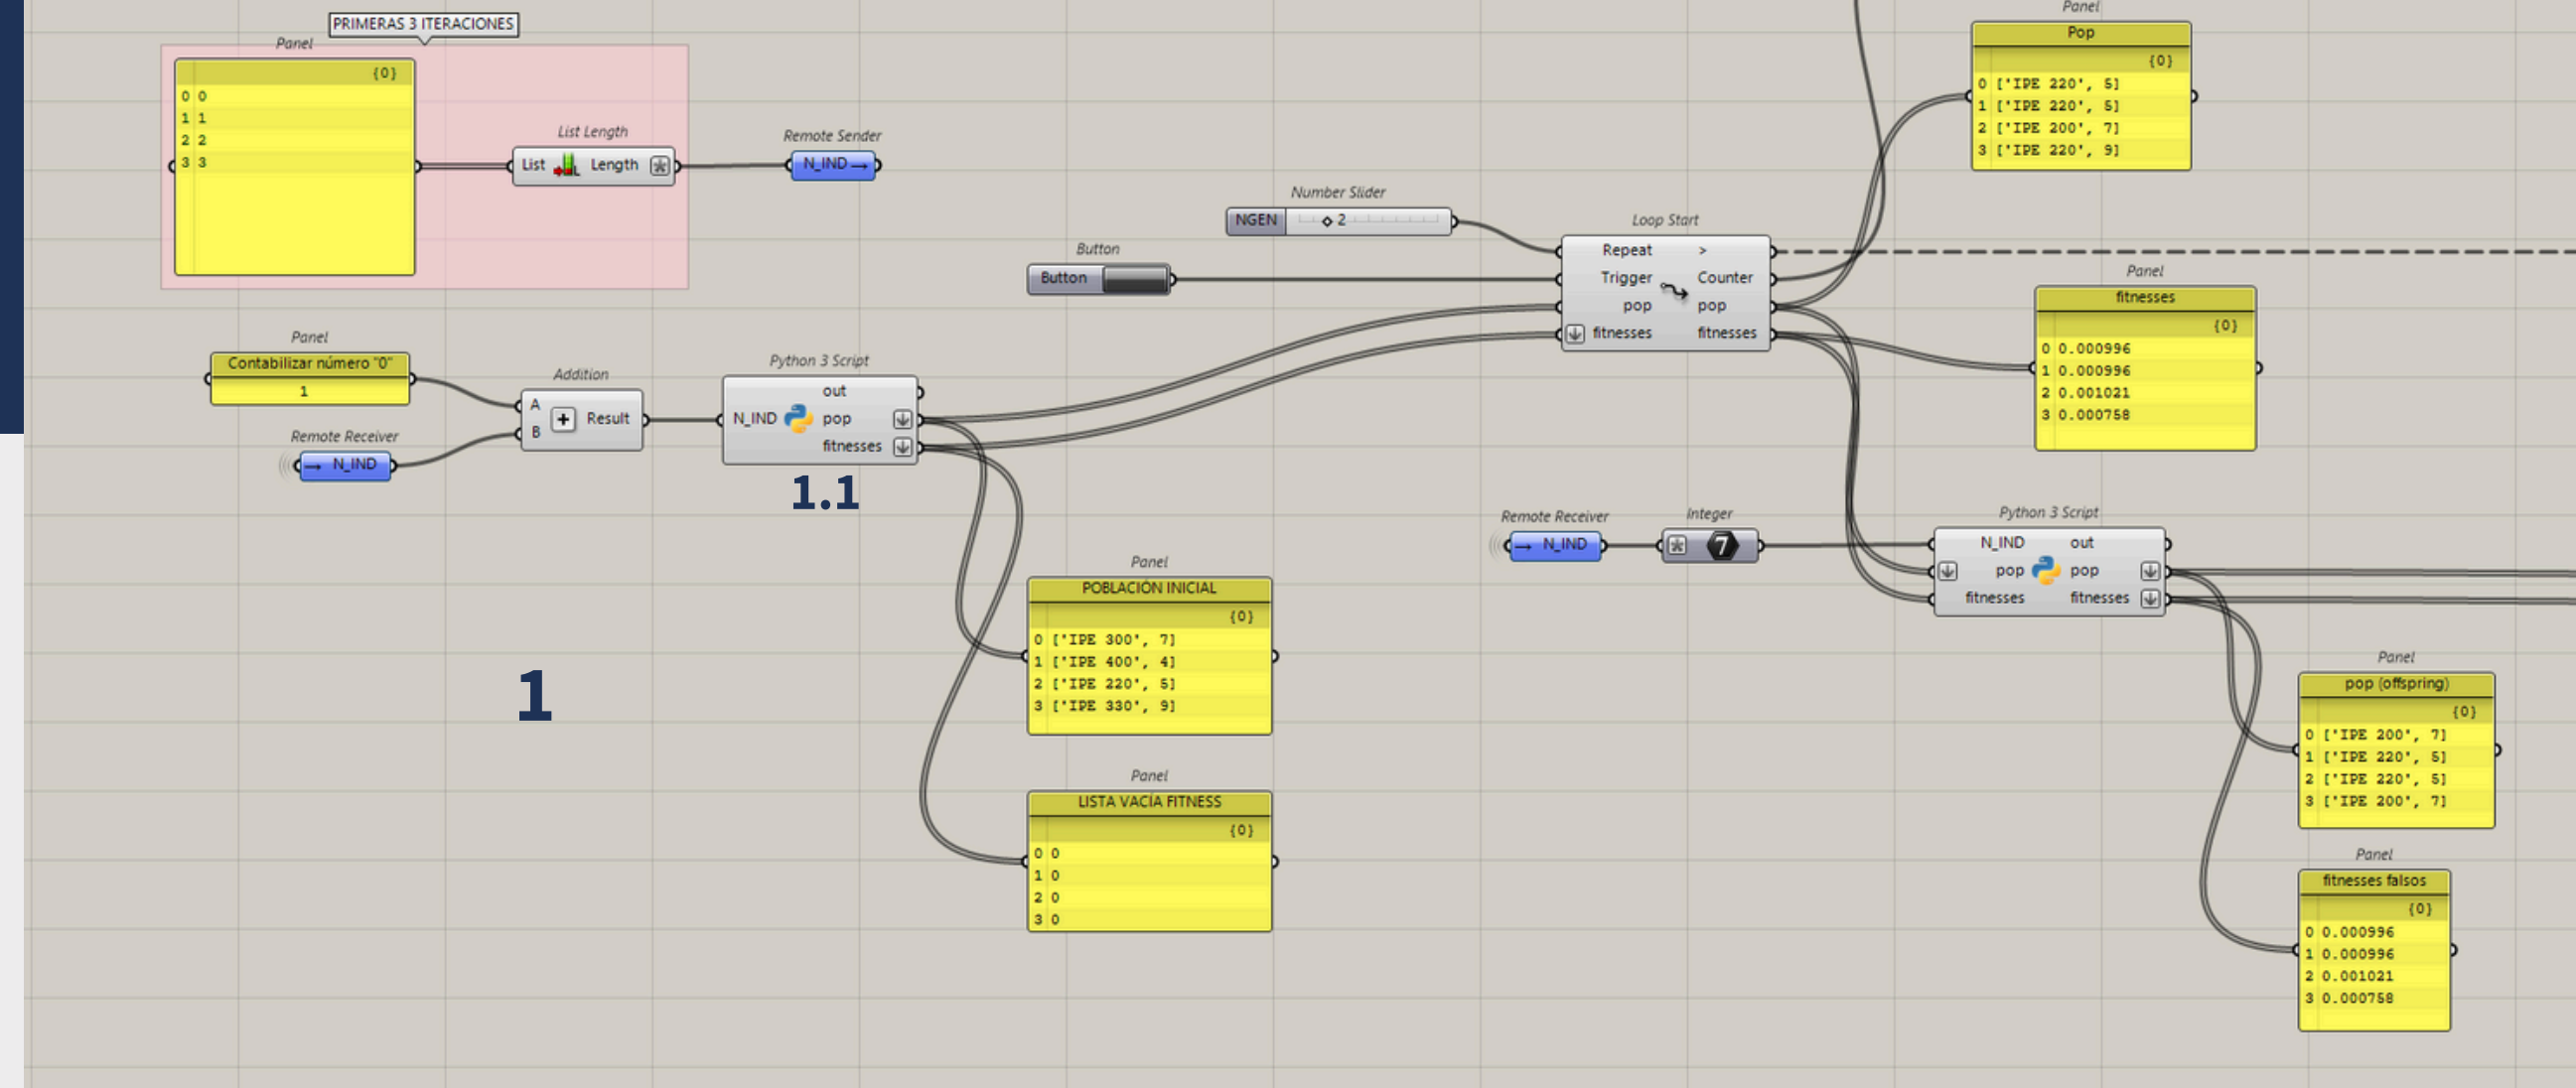 PRIMERAS 3 ITERACIONES
Panel
{0}
0 0
1 1
2 2
3 3
List Length
List Length
Remote Sender
N_IND →
Panel
Contabilizar número "0"
1
Remote Receiver
→ N_IND
Addition
A
B
+
Result
Python 3 Script
N_IND
out
pop
fitnesses
1.1
1
Panel
POBLACIÓN INICIAL
{0}
0 ['IPE 300', 7]
1 ['IPE 400', 4]
2 ['IPE 220', 5]
3 ['IPE 330', 9]
Panel
LISTA VACÍA FITNESS
{0}
0 0
1 0
2 0
3 0
Number Slider
NGEN 2
Button
Button
Loop Start
Repeat >
Trigger Counter
pop pop
fitnesses fitnesses
Panel
Pop
{0}
0 ['IPE 220', 5]
1 ['IPE 220', 5]
2 ['IPE 200', 7]
3 ['IPE 220', 9]
Panel
fitnesses
{0}
0 0.000996
1 0.000996
2 0.001021
3 0.000758
Remote Receiver
→ N_IND
Integer
7
Python 3 Script
N_IND out
pop pop
fitnesses fitnesses
Panel
pop (offspring)
{0}
0 ['IPE 200', 7]
1 ['IPE 220', 5]
2 ['IPE 220', 5]
3 ['IPE 200', 7]
Panel
fitnesses falsos
{0}
0 0.000996
1 0.000996
2 0.001021
3 0.000758